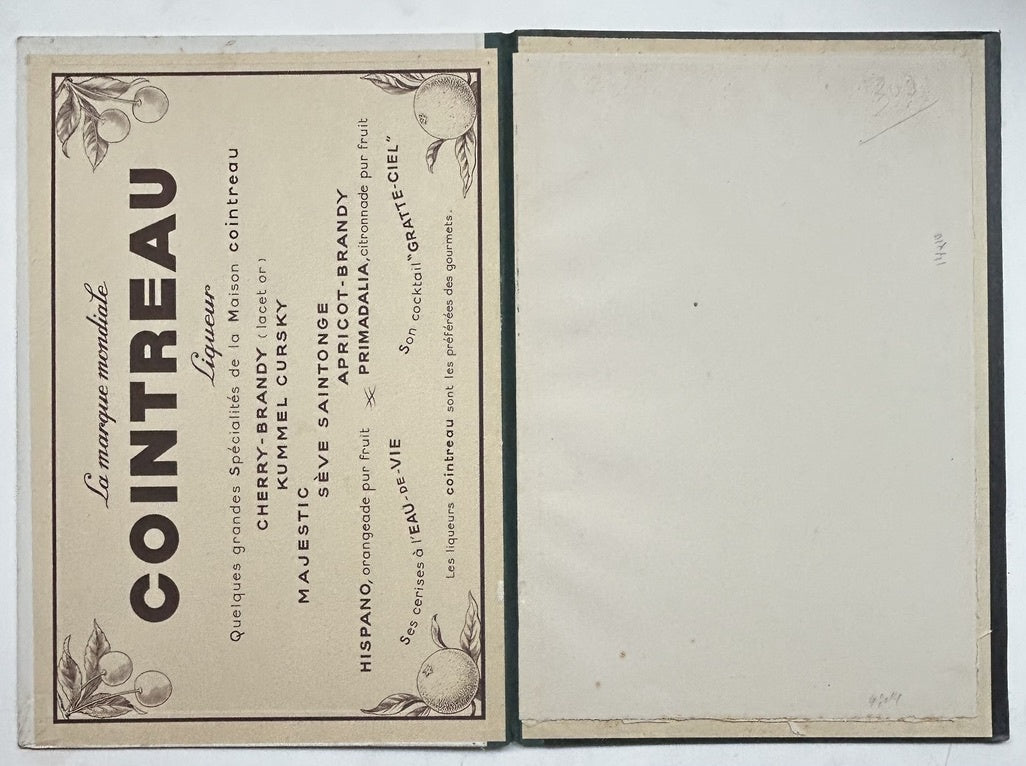 La marque mondiale
COINTREAU
Liqueur
Quelques grandes Spécialités de la Maison cointreau
CHERRY-BRANDY (lacet or)
KUMMEL CURSKY
MAJESTIC
SÈVE SAINTONGE
APRICOT-BRANDY
HISPANO, orangeade pur fruit PRIMADALIA, citronnade pur fruit
Ses cerises à l'EAU-DE-VIE Son cocktail "GRATTE-CIEL"
Les liqueurs cointreau sont les préférées des gourmets.